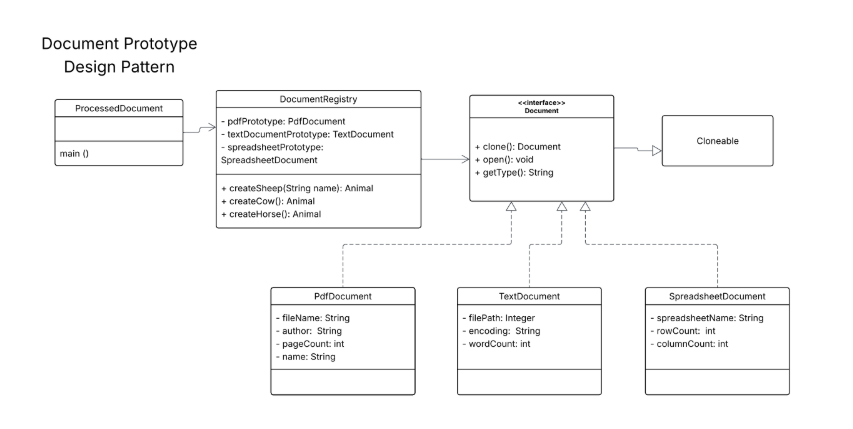 Document Prototype
Design Pattern
ProcessedDocument
main ()
DocumentRegistry
- pdfPrototype: PdfDocument
- textDocumentPrototype: TextDocument
- spreadsheetPrototype:
SpreadsheetDocument
+ createSheep(String name): Animal
+ createCow(): Animal
+ createHorse(): Animal
<<interface>>
Document
+ clone(): Document
+ open(): void
+ getType(): String
Cloneable
PdfDocument
- fileName: String
- author:  String
- pageCount: int
- name: String
TextDocument
- filePath: Integer
- encoding:  String
- wordCount: int
SpreadsheetDocument
- spreadsheetName: String
- rowCount:  int
- columnCount: int